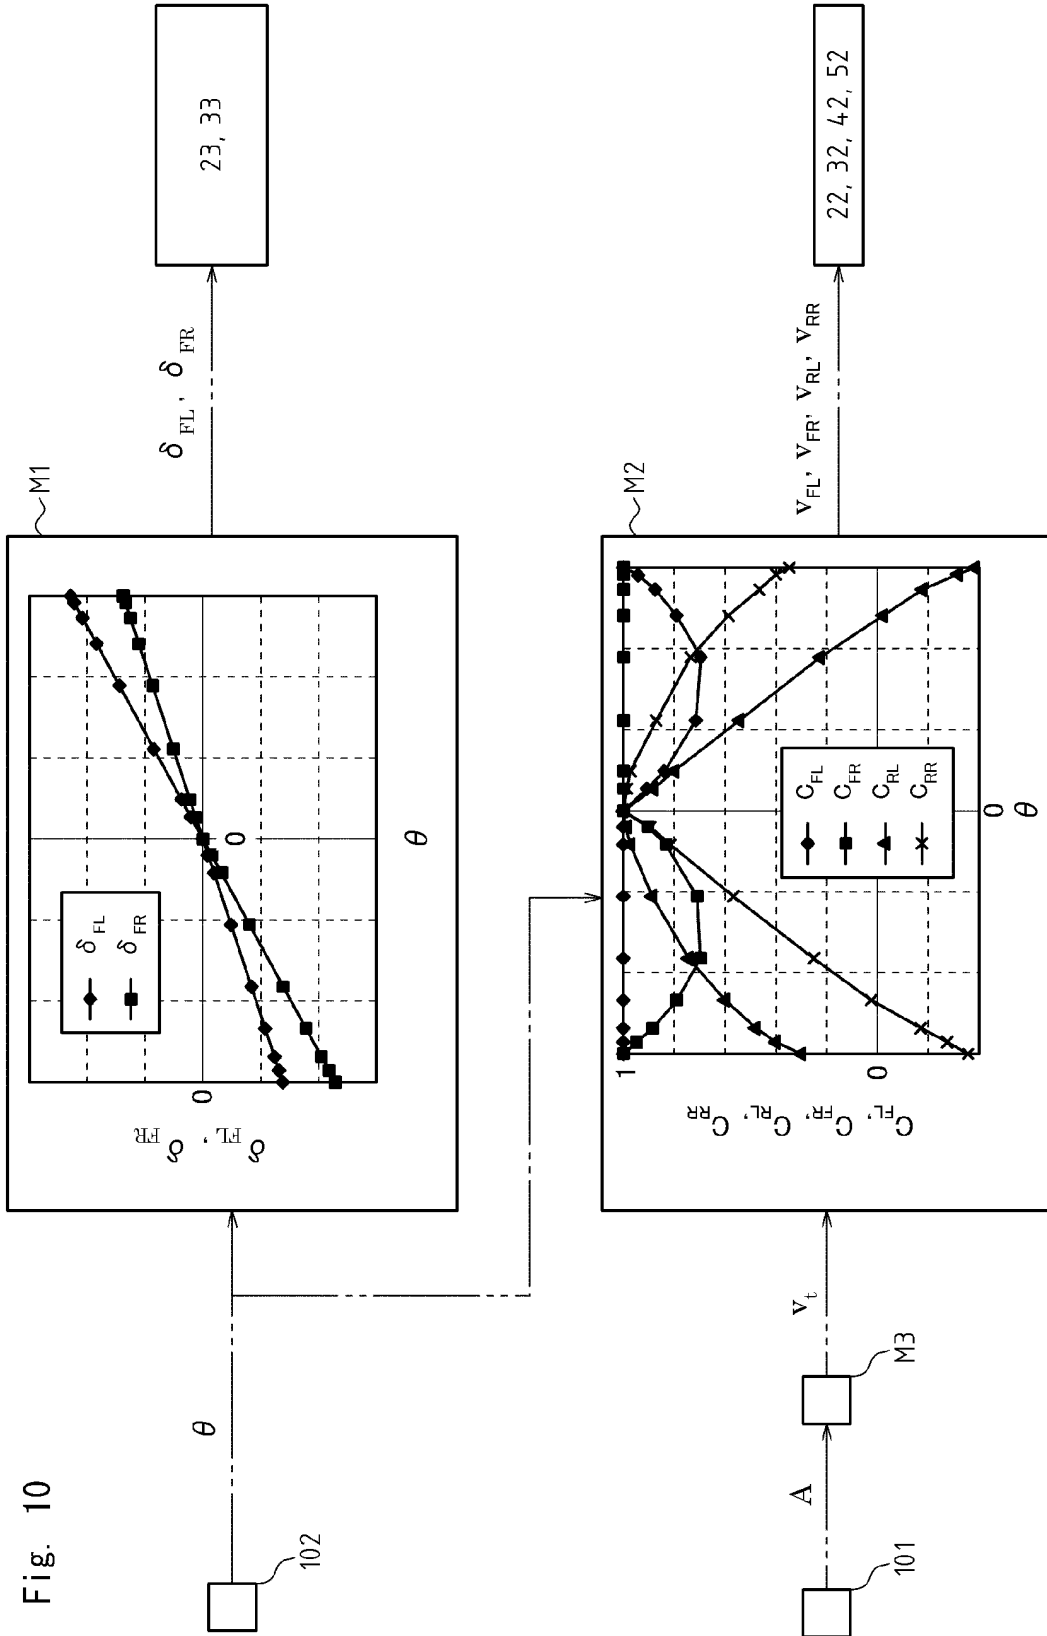 Fig. 10
102
θ
δFL, δFR
0
0
θ
δFL
δFR
M1
δFL, δFR
23, 33
101
A
M3
vt
CFL, CFR, CRL, CRR
1
0
0
θ
CFL
CFR
CRL
CRR
M2
vFL, vFR, vRL, vRR
22, 32, 42, 52